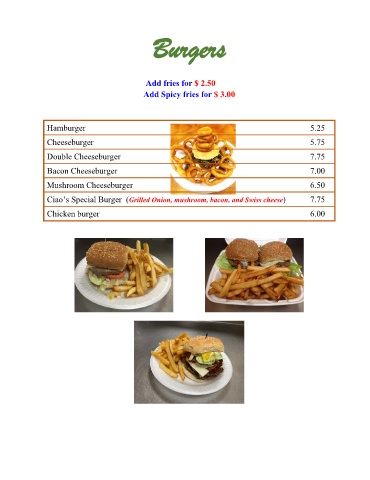 Burgers
Add fries for $ 2.50
Add Spicy fries for $ 3.00
Hamburger 5.25
Cheeseburger 5.75
Double Cheeseburger 7.75
Bacon Cheeseburger 7.00
Mushroom Cheeseburger 6.50
Ciao's Special Burger (Grilled Onion, mushroom, bacon, and Swiss cheese) 7.75
Chicken burger 6.00